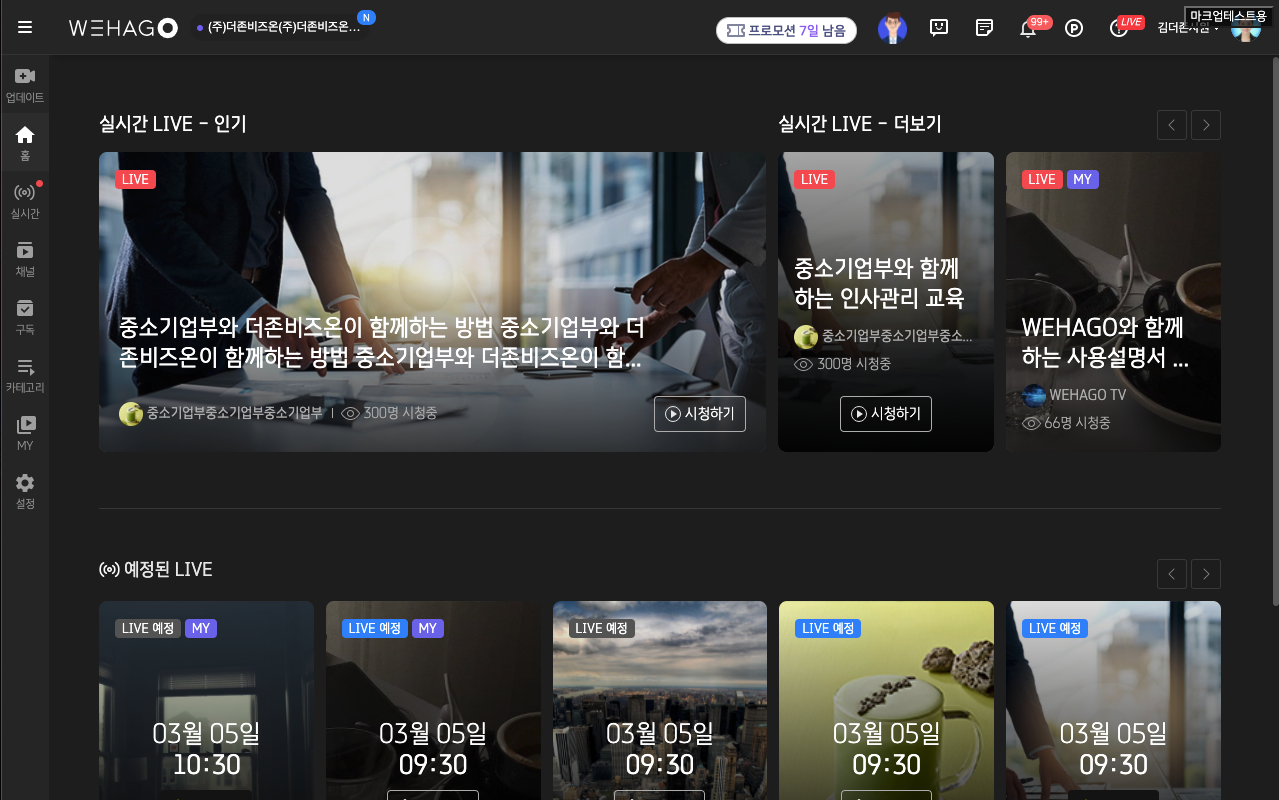 WEHAGO
(주)더존비즈온(주)더존비즈온...
N
프로모션 7일 남음
99+
LIVE
마크업테스트용
업데이트
홈
실시간
채널
구독
카테고리
MY
설정
실시간 LIVE - 인기
LIVE
중소기업부와 더존비즈온이 함께하는 방법 중소기업부와 더
존비즈온이 함께하는 방법 중소기업부와 더존비즈온이 함...
중소기업부중소기업부중소기업부 | 300명 시청중
시청하기
실시간 LIVE - 더보기
LIVE
중소기업부와 함께
하는 인사관리 교육
중소기업부중소기업부중소...
300명 시청중
시청하기
LIVE MY
WEHAGO와 함께
하는 사용설명서 ...
WEHAGO TV
66명 시청중
예정된 LIVE
LIVE 예정 MY
03월 05일
10:30
LIVE 예정 MY
03월 05일
09:30
LIVE 예정
03월 05일
09:30
LIVE 예정
03월 05일
09:30
LIVE 예정
03월 05일
09:30